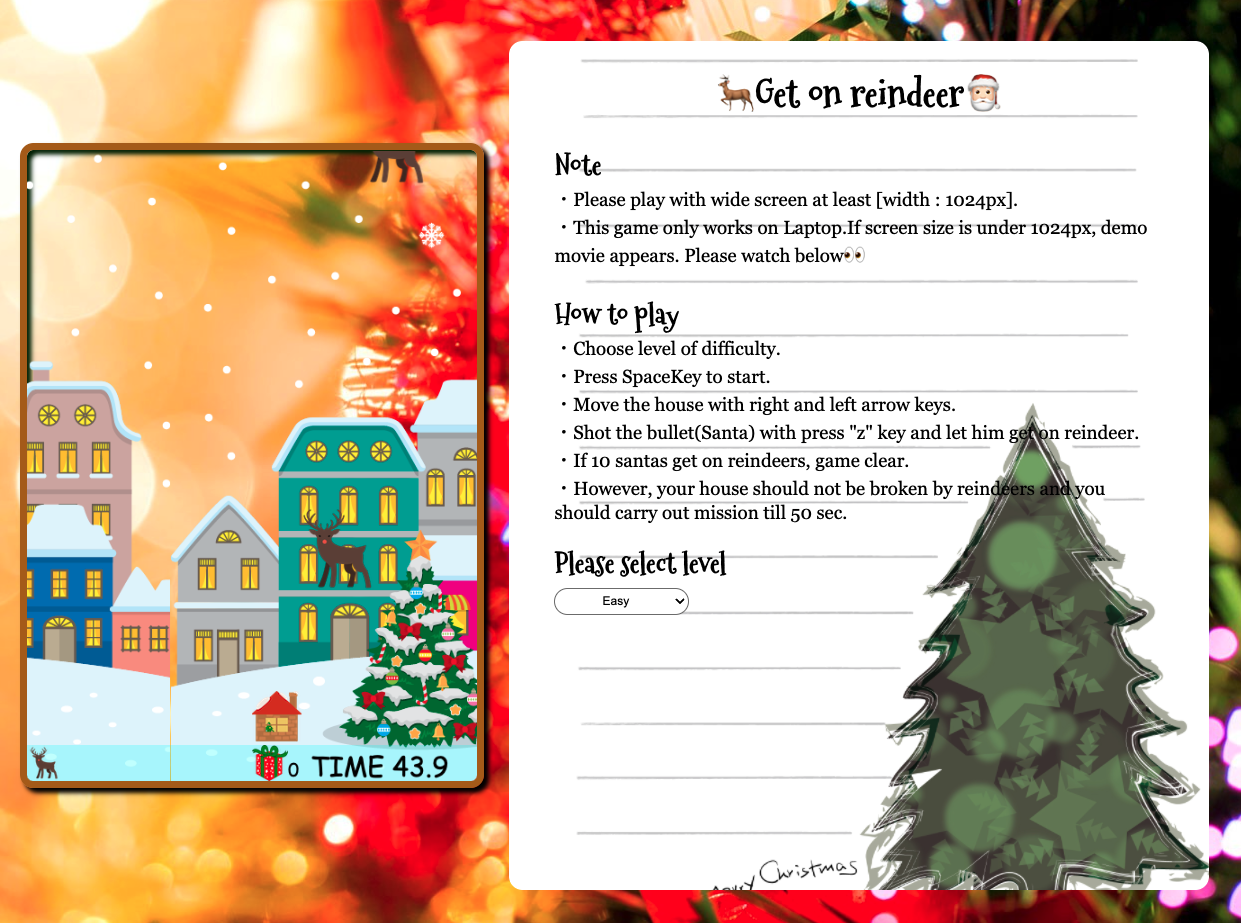 Get on reindeer
Note
・Please play with wide screen at least [width : 1024px].
・This game only works on Laptop.If screen size is under 1024px, demo
movie appears. Please watch below👀
How to play
・Choose level of difficulty.
・Press SpaceKey to start.
・Move the house with right and left arrow keys.
・Shot the bullet(Santa) with press "z" key and let him get on reindeer.
・If 10 santas get on reindeers, game clear.
・However, your house should not be broken by reindeers and you
should carry out mission till 50 sec.
Please select level
Easy
0 TIME 43.9
Merry Christmas